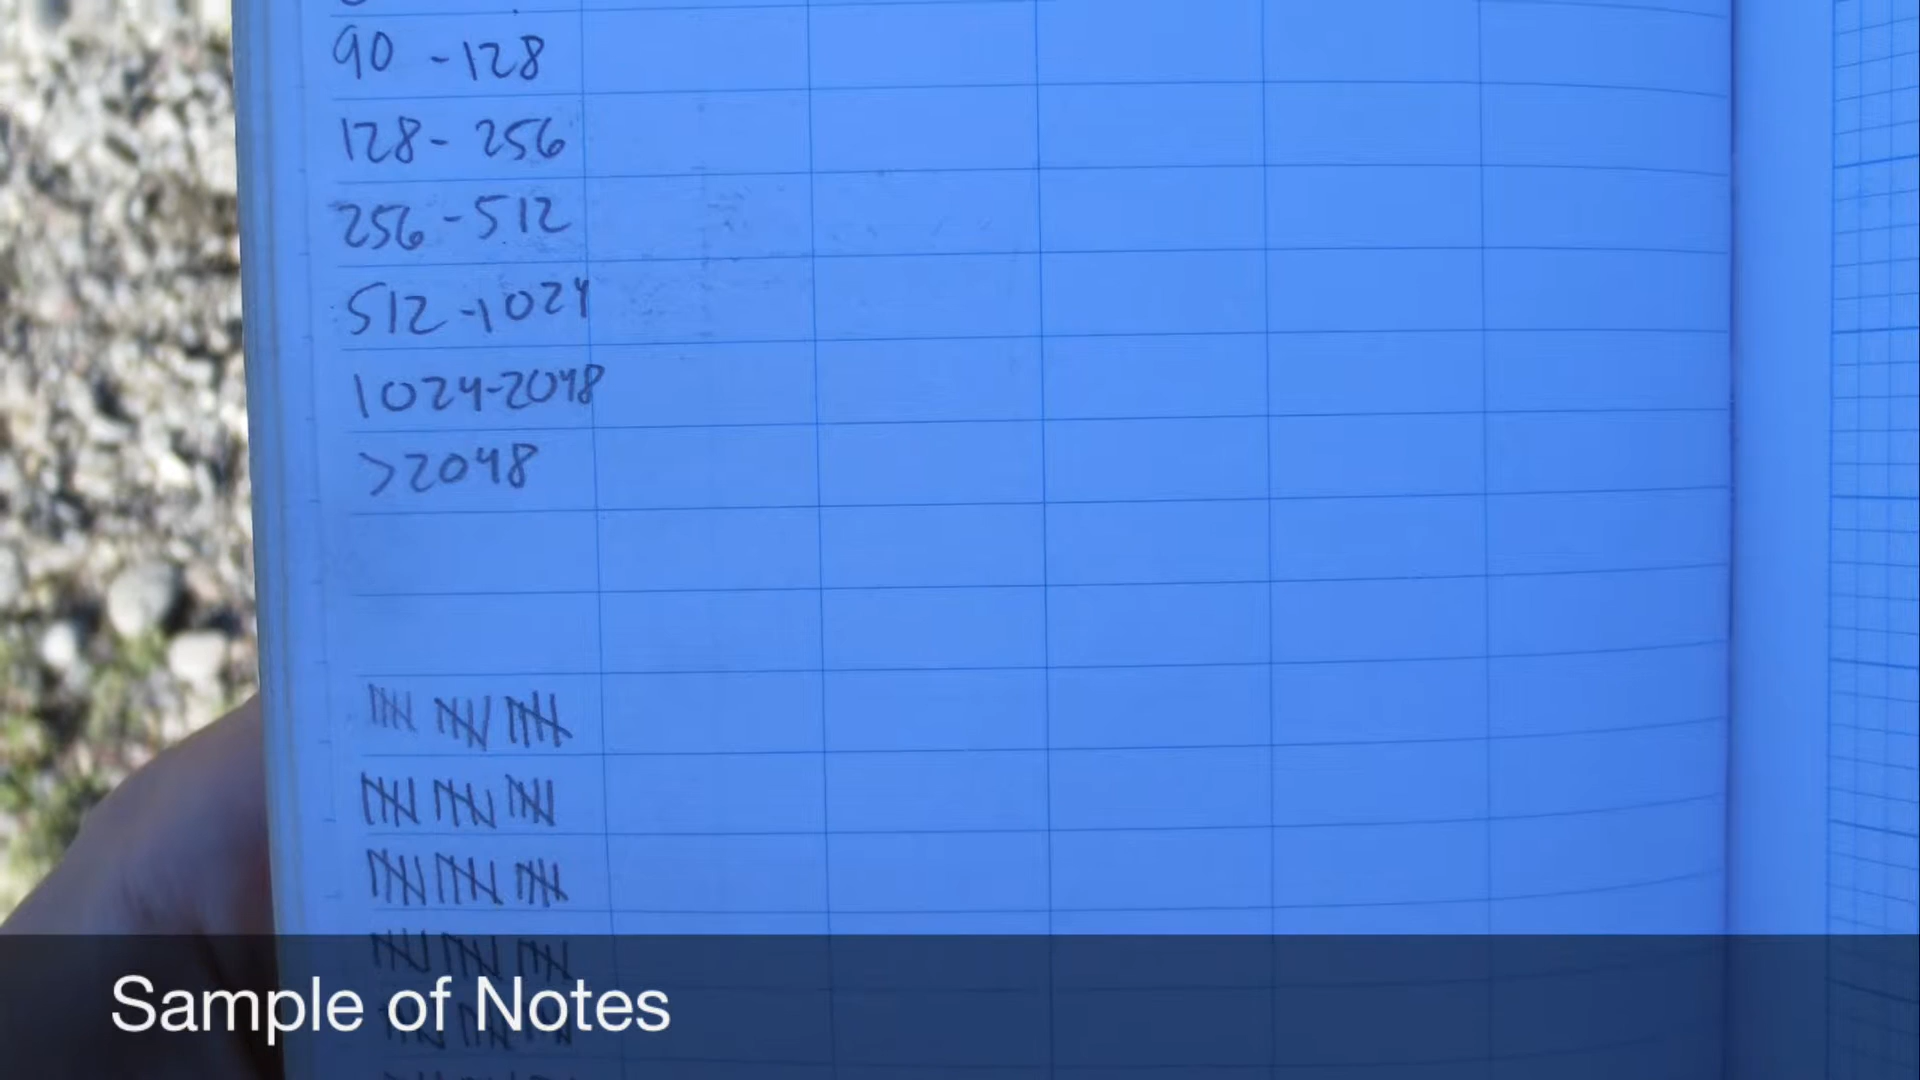 90 - 128
128 - 256
256 - 512
512 - 1024
1024-2048
>2048
Sample of Notes